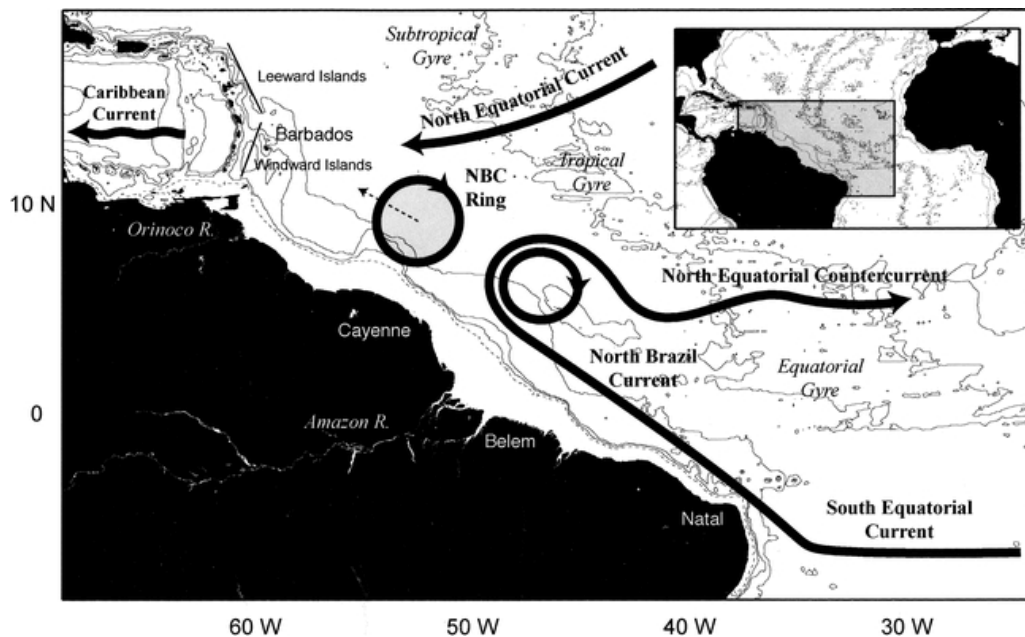 Subtropical
Gyre
Leeward Islands
North Equatorial Current
Caribbean
Current
Barbados
Windward Islands
Tropical
Gyre
NBC
Ring
10 N
Orinoco R.
North Equatorial Countercurrent
Cayenne
North Brazil
Current
Equatorial
Gyre
0
Amazon R.
Belem
Natal
South Equatorial
Current
60 W
50 W
40 W
30 W